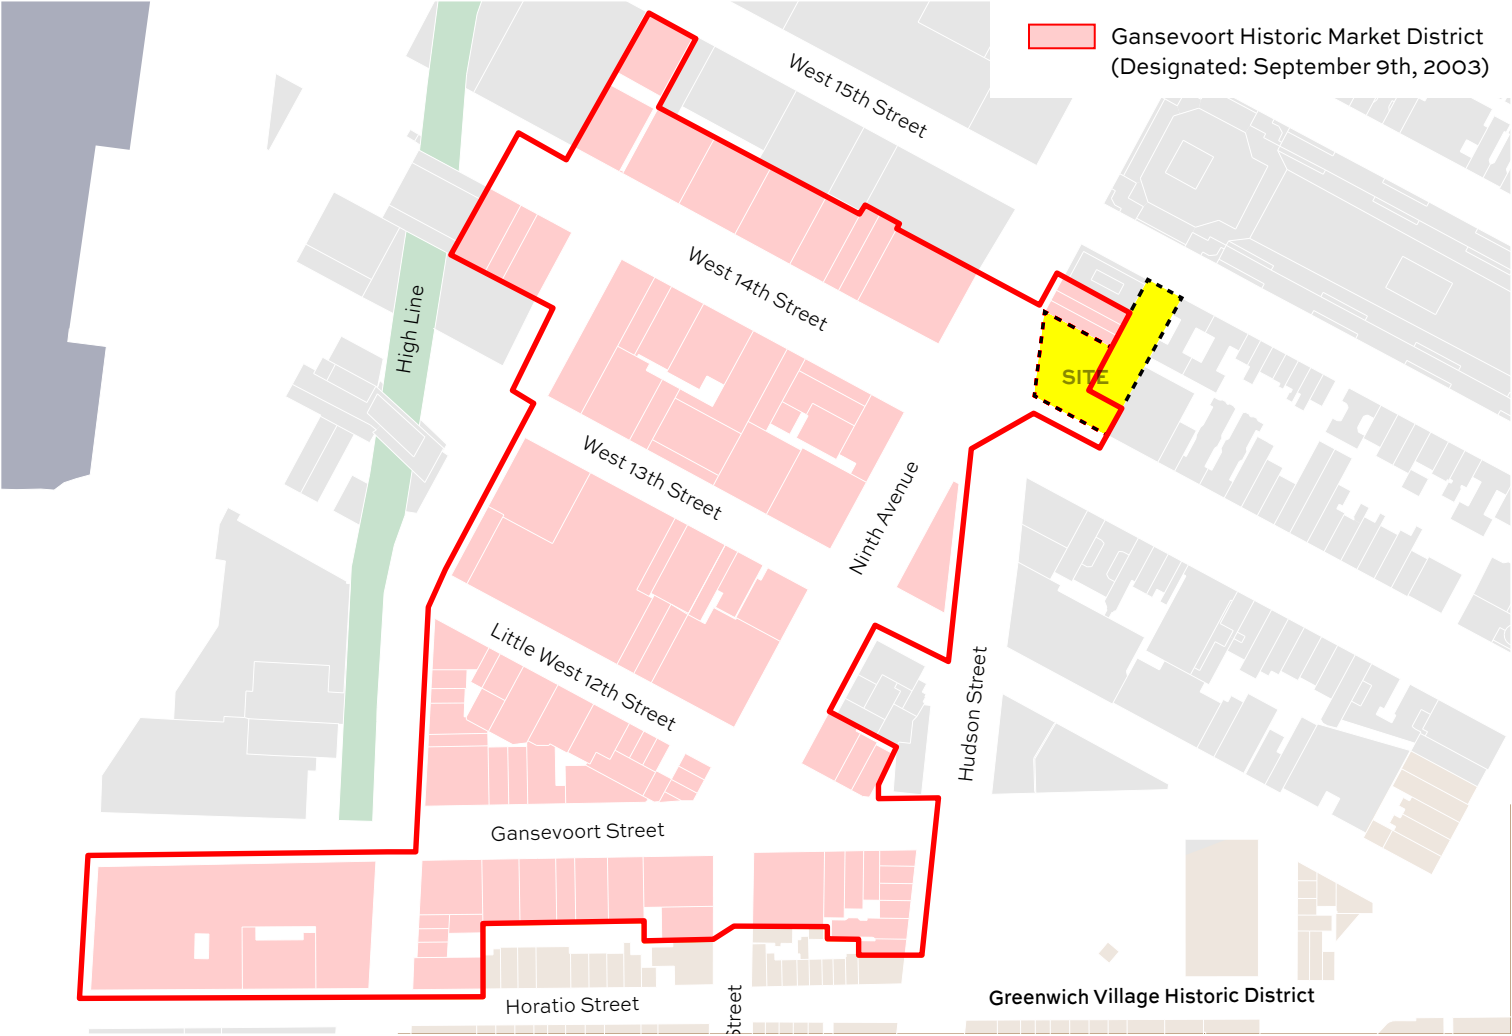 Gansevoort Historic Market District
(Designated: September 9th, 2003)
West 15th Street
West 14th Street
High Line
SITE
West 13th Street
Ninth Avenue
Little West 12th Street
Hudson Street
Gansevoort Street
Greenwich Village Historic District
Horatio Street
Street